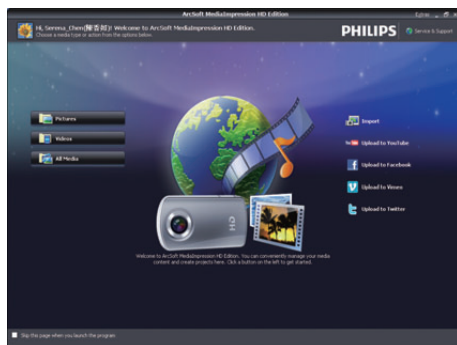 ArcSoft MediaImpression HD Edition
Hi, Serena_Chen! Welcome to ArcSoft MediaImpression HD Edition.
Choose a media type or action from the options below.
PHILIPS
Service & Support
Pictures
Videos
All Media
Import
Upload to YouTube
Upload to Facebook
Upload to Vimeo
Upload to Twitter
Welcome to ArcSoft MediaImpression HD Edition. You can conveniently manage your media
content and create projects here. Click a button on the left to get started.
Skip this page when you launch the program